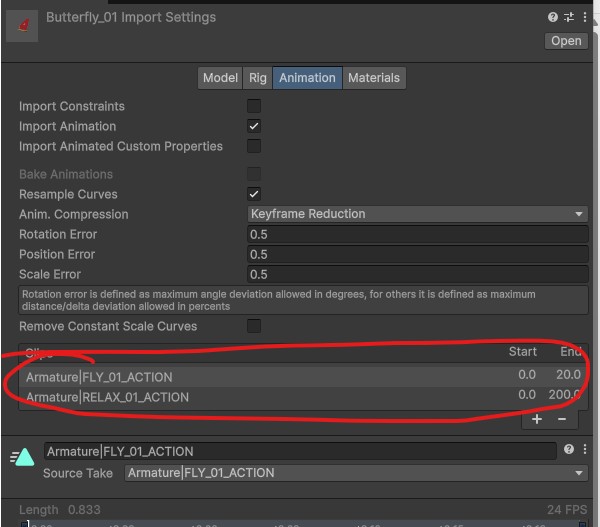 Butterfly_01 Import Settings
Open
Model Rig Animation Materials
Import Constraints
Import Animation
Import Animated Custom Properties
Bake Animations
Resample Curves
Anim. Compression Keyframe Reduction
Rotation Error 0.5
Position Error 0.5
Scale Error 0.5
Rotation error is defined as maximum angle deviation allowed in degrees, for others it is defined as maximum
distance/delta deviation allowed in percents
Remove Constant Scale Curves
Clips Start End
Armature|FLY_01_ACTION 0.0 20.0
Armature|RELAX_01_ACTION 0.0 200.0
+ −
Armature|FLY_01_ACTION
Source Take Armature|FLY_01_ACTION
Length 0.833 24 FPS